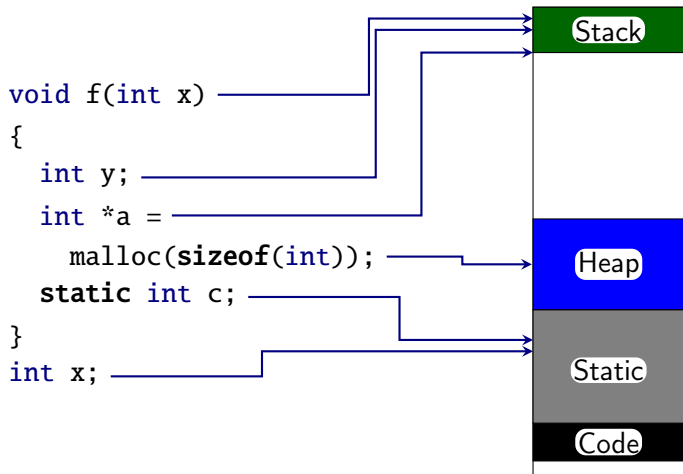 void f(int x)
{
int y;
int *a =
malloc(sizeof(int));
static int c;
}
int x;
Stack
Heap
Static
Code